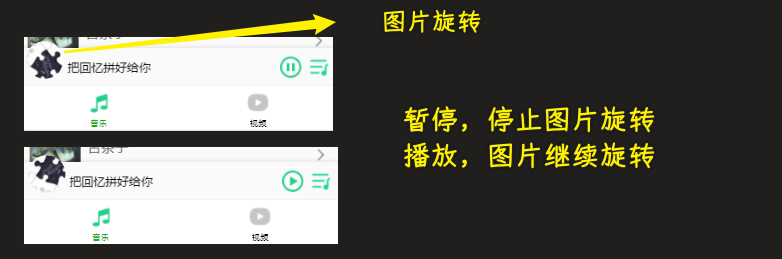 图片旋转
把回忆拼好给你
音乐
视频
暂停，停止图片旋转
播放，图片继续旋转
把回忆拼好给你
音乐
视频